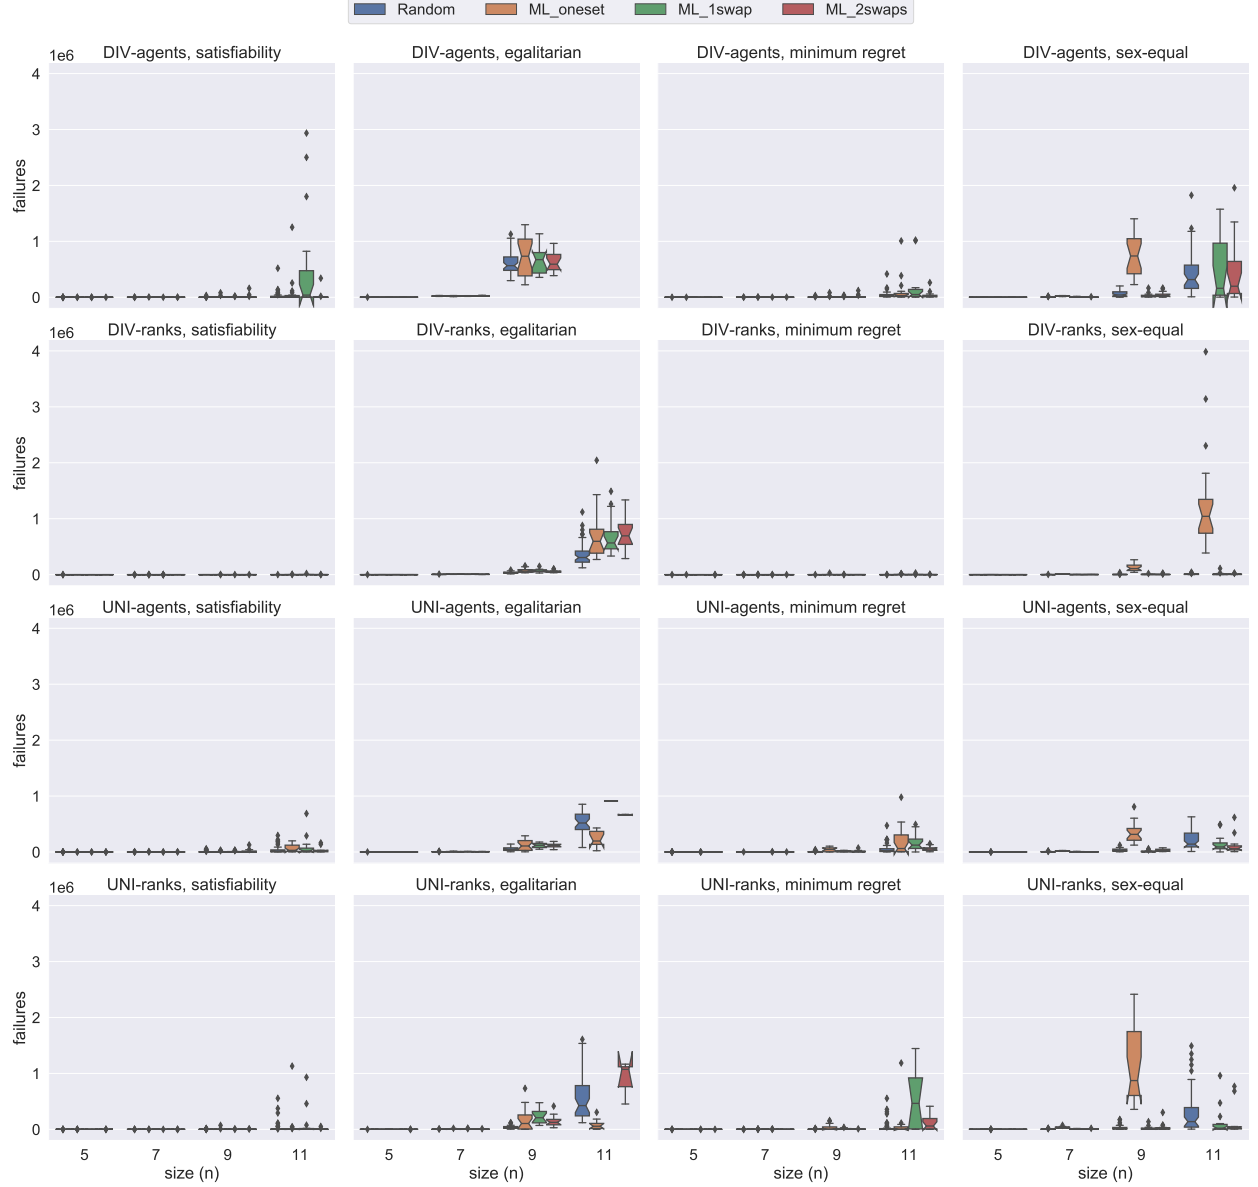 Random ML_oneset ML_1swap ML_2swaps
DIV-agents, satisfiability DIV-agents, egalitarian DIV-agents, minimum regret DIV-agents, sex-equal
1e6
4
3
failures
2
1
0
DIV-ranks, satisfiability DIV-ranks, egalitarian DIV-ranks, minimum regret DIV-ranks, sex-equal
1e6
4
3
failures
2
1
0
UNI-agents, satisfiability UNI-agents, egalitarian UNI-agents, minimum regret UNI-agents, sex-equal
1e6
4
3
failures
2
1
0
UNI-ranks, satisfiability UNI-ranks, egalitarian UNI-ranks, minimum regret UNI-ranks, sex-equal
1e6
4
3
failures
2
1
0
5 7 9 11 5 7 9 11 5 7 9 11 5 7 9 11
size (n) size (n) size (n) size (n)